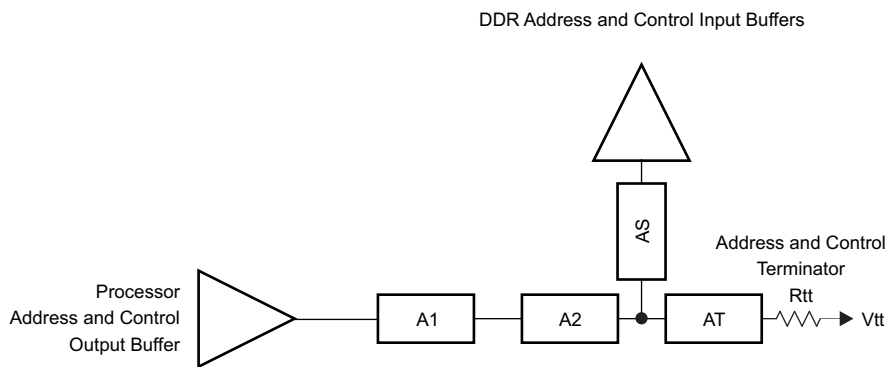 DDR Address and Control Input Buffers
AS
Processor
Address and Control
Output Buffer
A1
A2
AT
Address and Control
Terminator
Rtt
Vtt